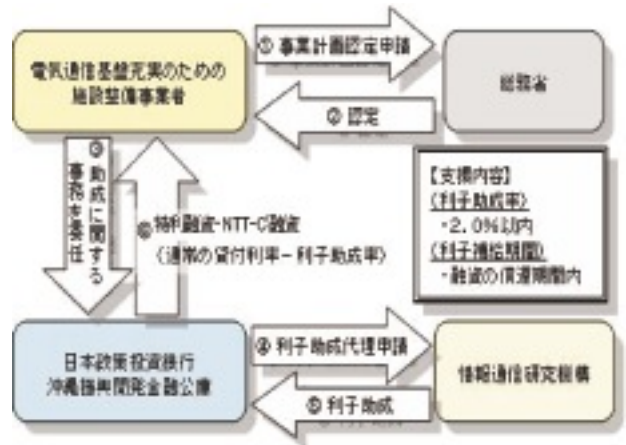 ① 事業計画認定申請
電気通信基盤充実のための
施設整備事業者
総務省
② 認定
③ 助成に関する
事務を委任
⑥ 特利融資・NTT-C融資
(通常の貸付利率－利子助成率)
【支援内容】
(利子助成率)
・2.0%以内
(利子補給期間)
・融資の償還期間内
日本政策投資銀行
沖縄振興開発金融公庫
④ 利子助成代理申請
情報通信研究機構
⑤ 利子助成